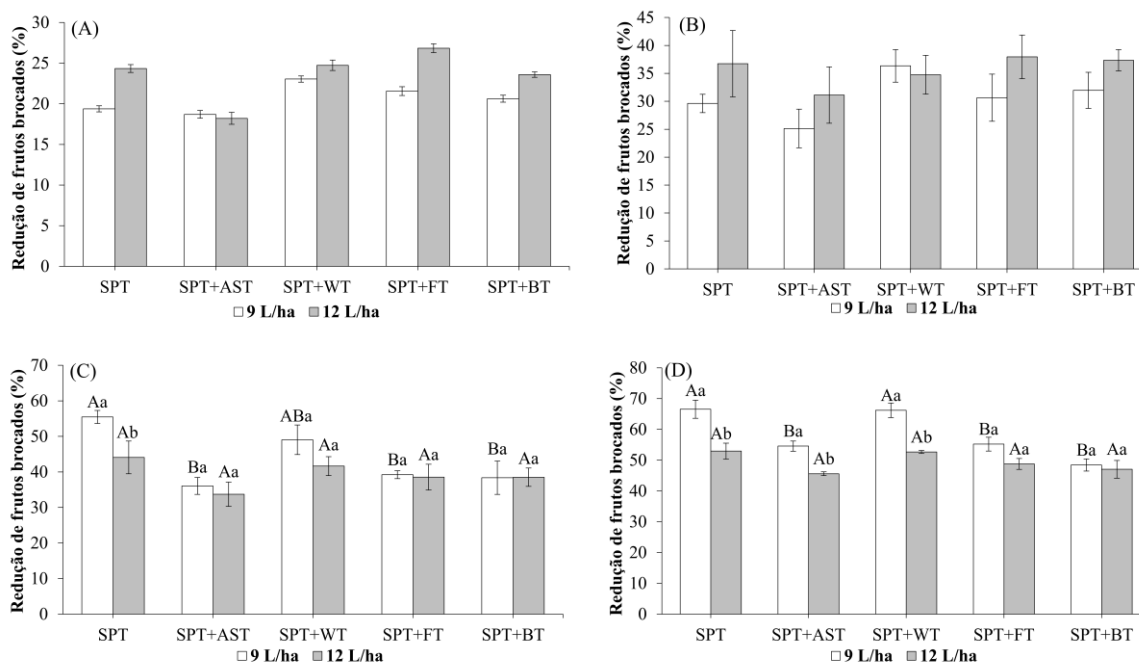 (A)
Redução de frutos brocados (%)
30
25
20
15
10
5
0
SPT SPT+AST SPT+WT SPT+FT SPT+BT
9 L/ha 12 L/ha
(B)
Redução de frutos brocados (%)
45
40
35
30
25
20
15
10
5
0
SPT SPT+AST SPT+WT SPT+FT SPT+BT
9 L/ha 12 L/ha
(C)
Redução de frutos brocados (%)
70
60
50
40
30
20
10
0
Aa Ab Ba Aa ABa Aa Ba Aa Ba Aa
SPT SPT+AST SPT+WT SPT+FT SPT+BT
9 L/ha 12 L/ha
(D)
Redução de frutos brocados (%)
80
70
60
50
40
30
20
10
0
Aa Ab Ba Ab Aa Ab Ba Aa Ba Aa
SPT SPT+AST SPT+WT SPT+FT SPT+BT
9 L/ha 12 L/ha